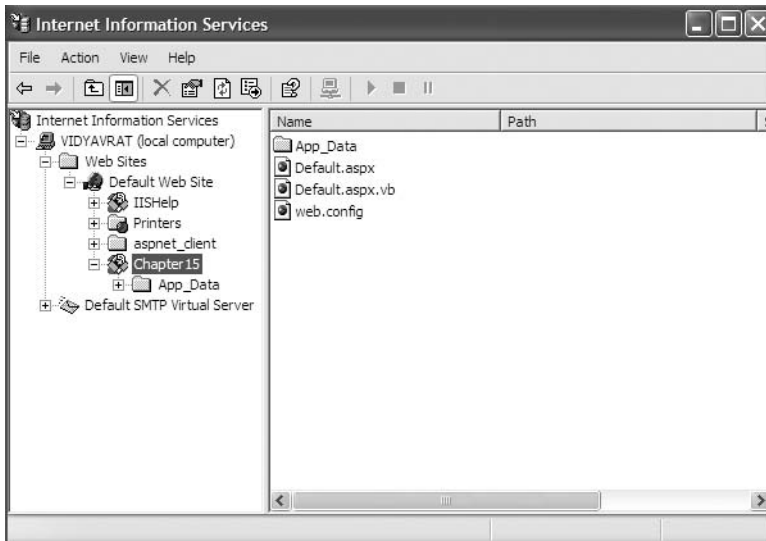 Internet Information Services
File Action View Help
Internet Information Services
VIDYAVRAT (local computer)
Web Sites
Default Web Site
IISHelp
Printers
aspnet_client
Chapter15
App_Data
Default SMTP Virtual Server
Name Path
App_Data
Default.aspx
Default.aspx.vb
web.config